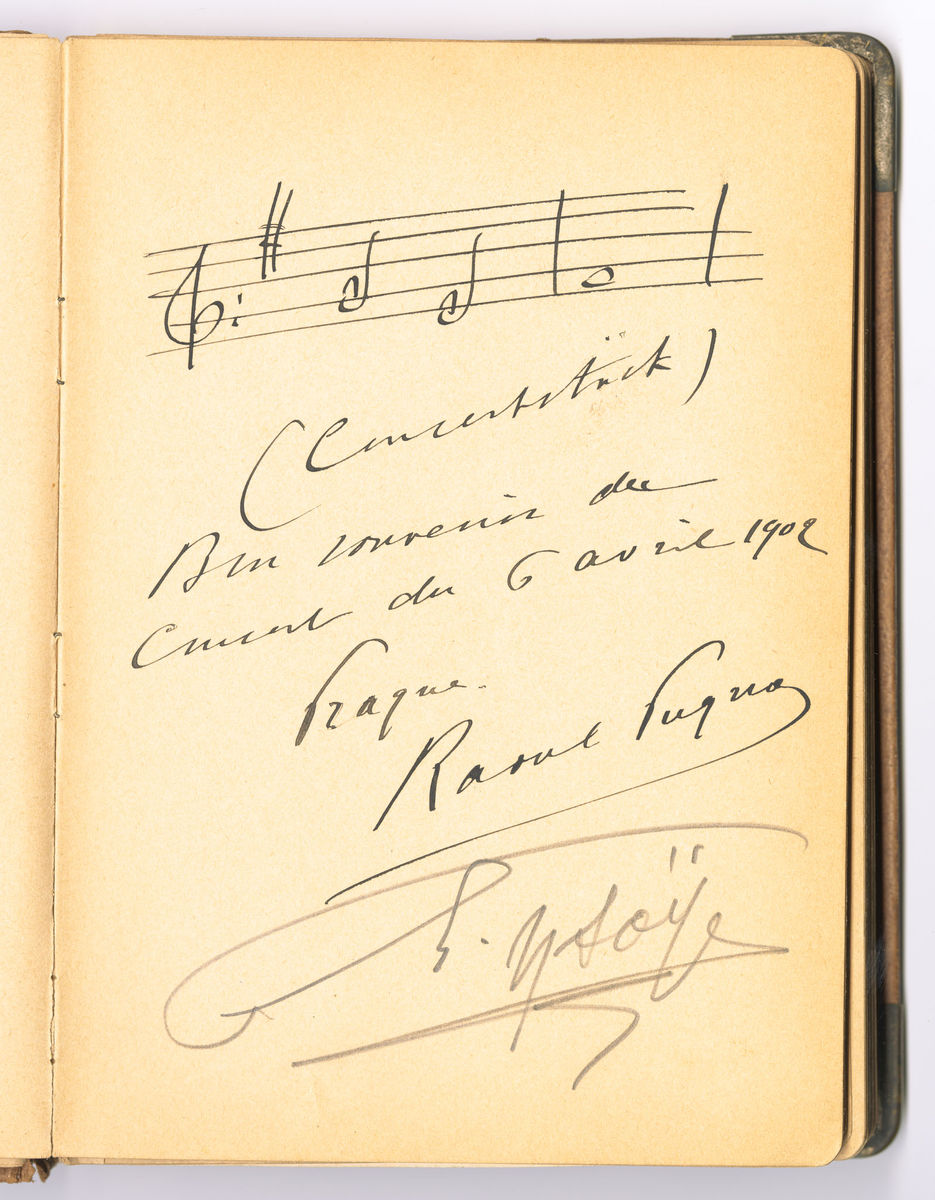 (Concertstück)
Bon souvenir du
Concert du 6 avril 1902
Prague.
Raoul Pugno
E. Ysaÿe